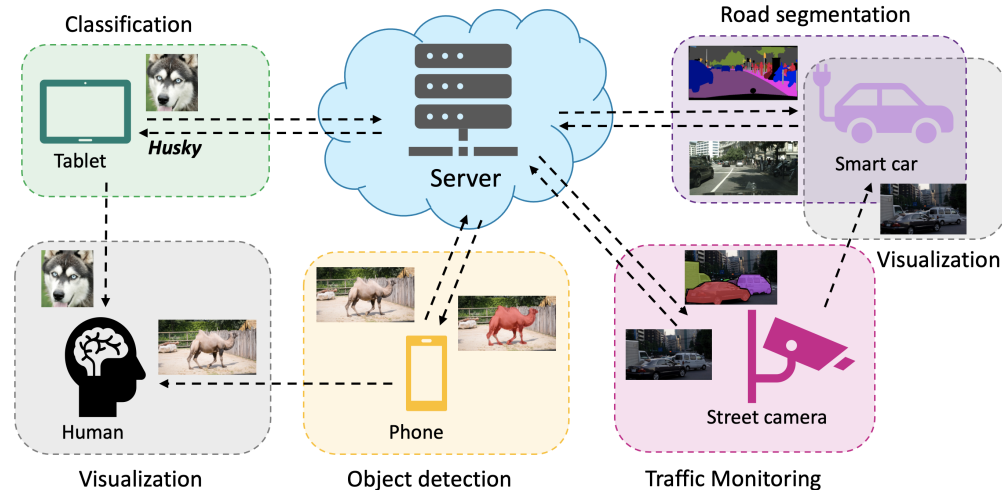 Classification
Road segmentation
Husky
Tablet
Server
Smart car
Visualization
Human
Phone
Street camera
Visualization
Object detection
Traffic Monitoring